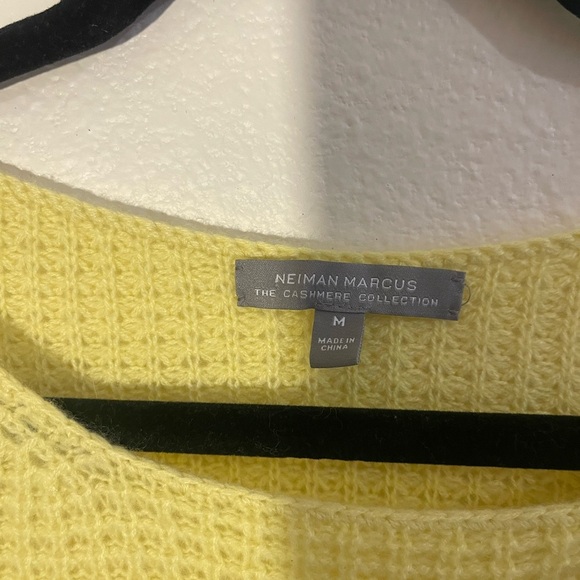 NEIMAN MARCUS
THE CASHMERE COLLECTION
M
MADE IN
CHINA